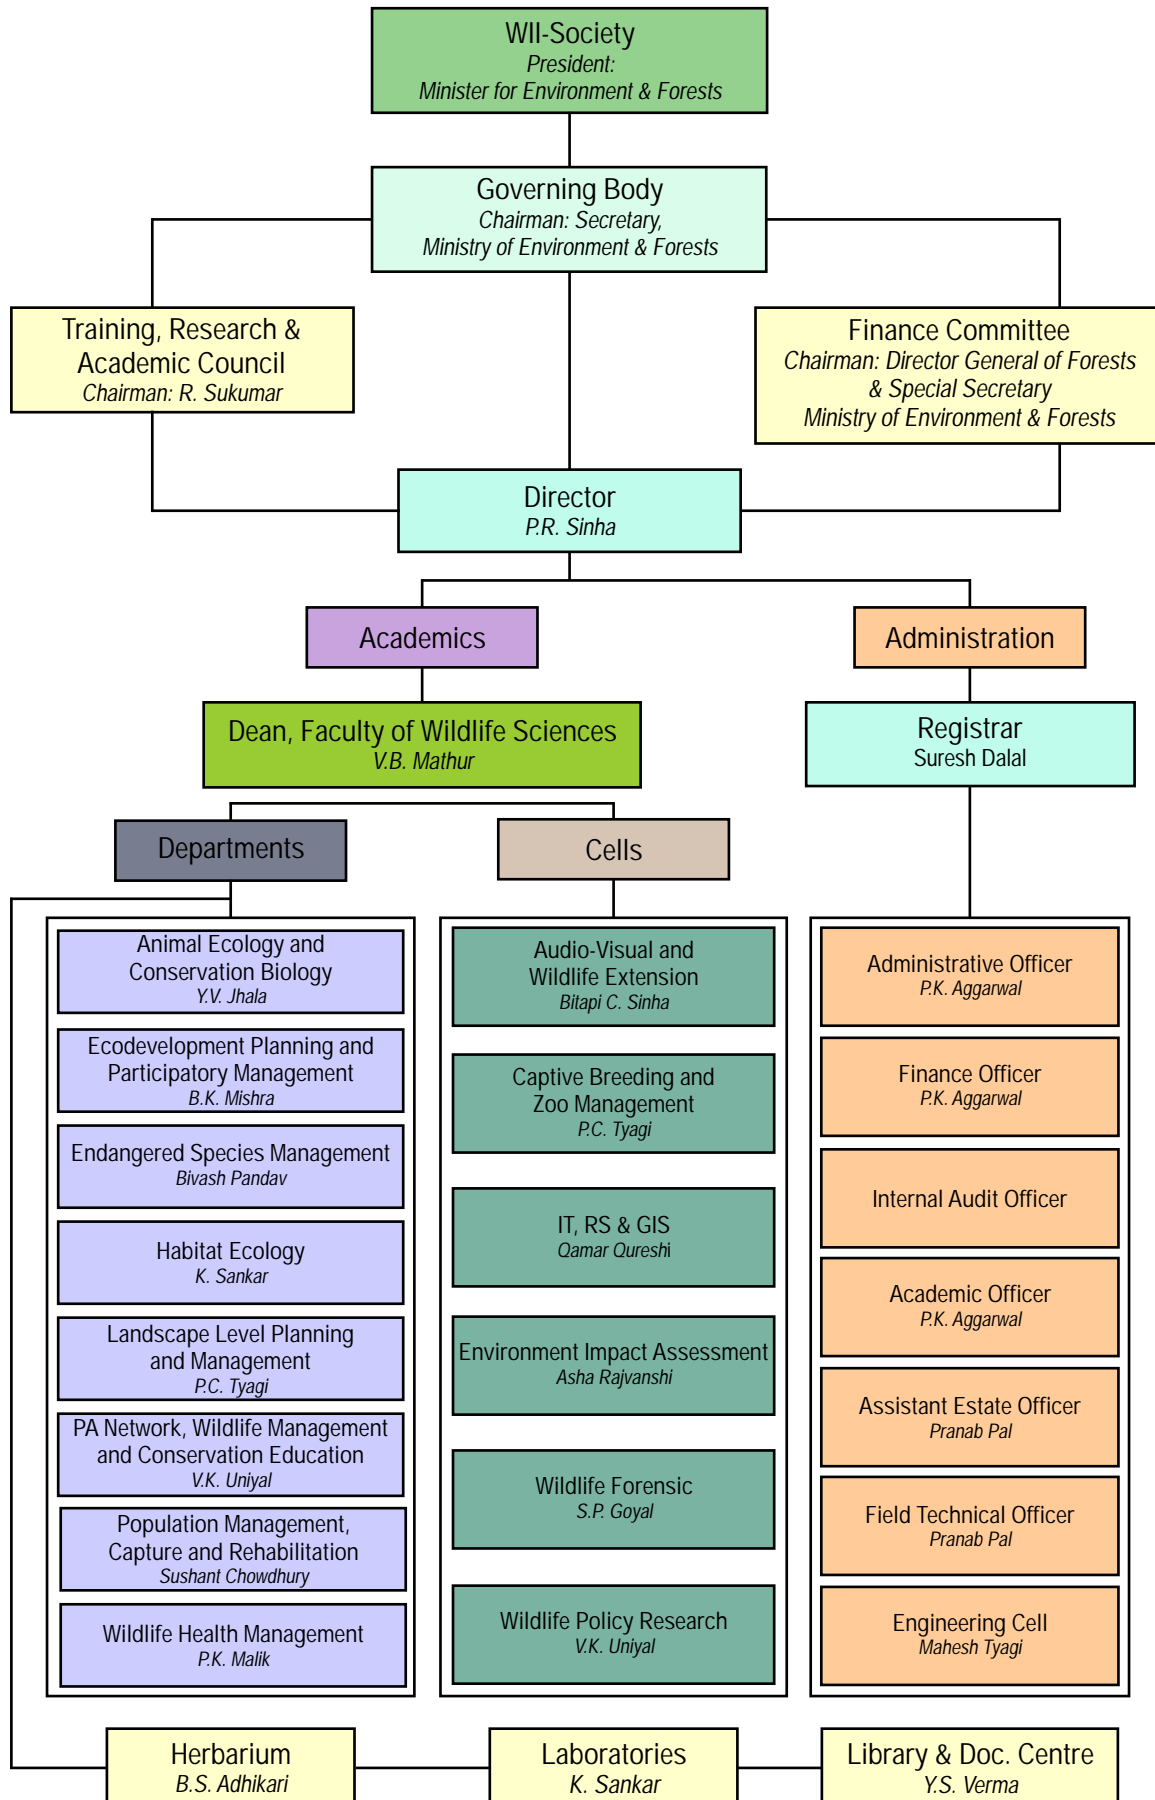 WII-Society
President:
Minister for Environment & Forests
Governing Body
Chairman: Secretary,
Ministry of Environment & Forests
Training, Research &
Academic Council
Chairman: R. Sukumar
Finance Committee
Chairman: Director General of Forests
& Special Secretary
Ministry of Environment & Forests
Director
P.R. Sinha
Academics
Administration
Dean, Faculty of Wildlife Sciences
V.B. Mathur
Registrar
Suresh Dalal
Departments
Cells
Animal Ecology and
Conservation Biology
Y.V. Jhala
Ecodevelopment Planning and
Participatory Management
B.K. Mishra
Endangered Species Management
Bivash Pandav
Habitat Ecology
K. Sankar
Landscape Level Planning
and Management
P.C. Tyagi
PA Network, Wildlife Management
and Conservation Education
V.K. Uniyal
Population Management,
Capture and Rehabilitation
Sushant Chowdhury
Wildlife Health Management
P.K. Malik
Audio-Visual and
Wildlife Extension
Bitapi C. Sinha
Captive Breeding and
Zoo Management
P.C. Tyagi
IT, RS & GIS
Qamar Qureshi
Environment Impact Assessment
Asha Rajvanshi
Wildlife Forensic
S.P. Goyal
Wildlife Policy Research
V.K. Uniyal
Administrative Officer
P.K. Aggarwal
Finance Officer
P.K. Aggarwal
Internal Audit Officer
Academic Officer
P.K. Aggarwal
Assistant Estate Officer
Pranab Pal
Field Technical Officer
Pranab Pal
Engineering Cell
Mahesh Tyagi
Herbarium
B.S. Adhikari
Laboratories
K. Sankar
Library & Doc. Centre
Y.S. Verma